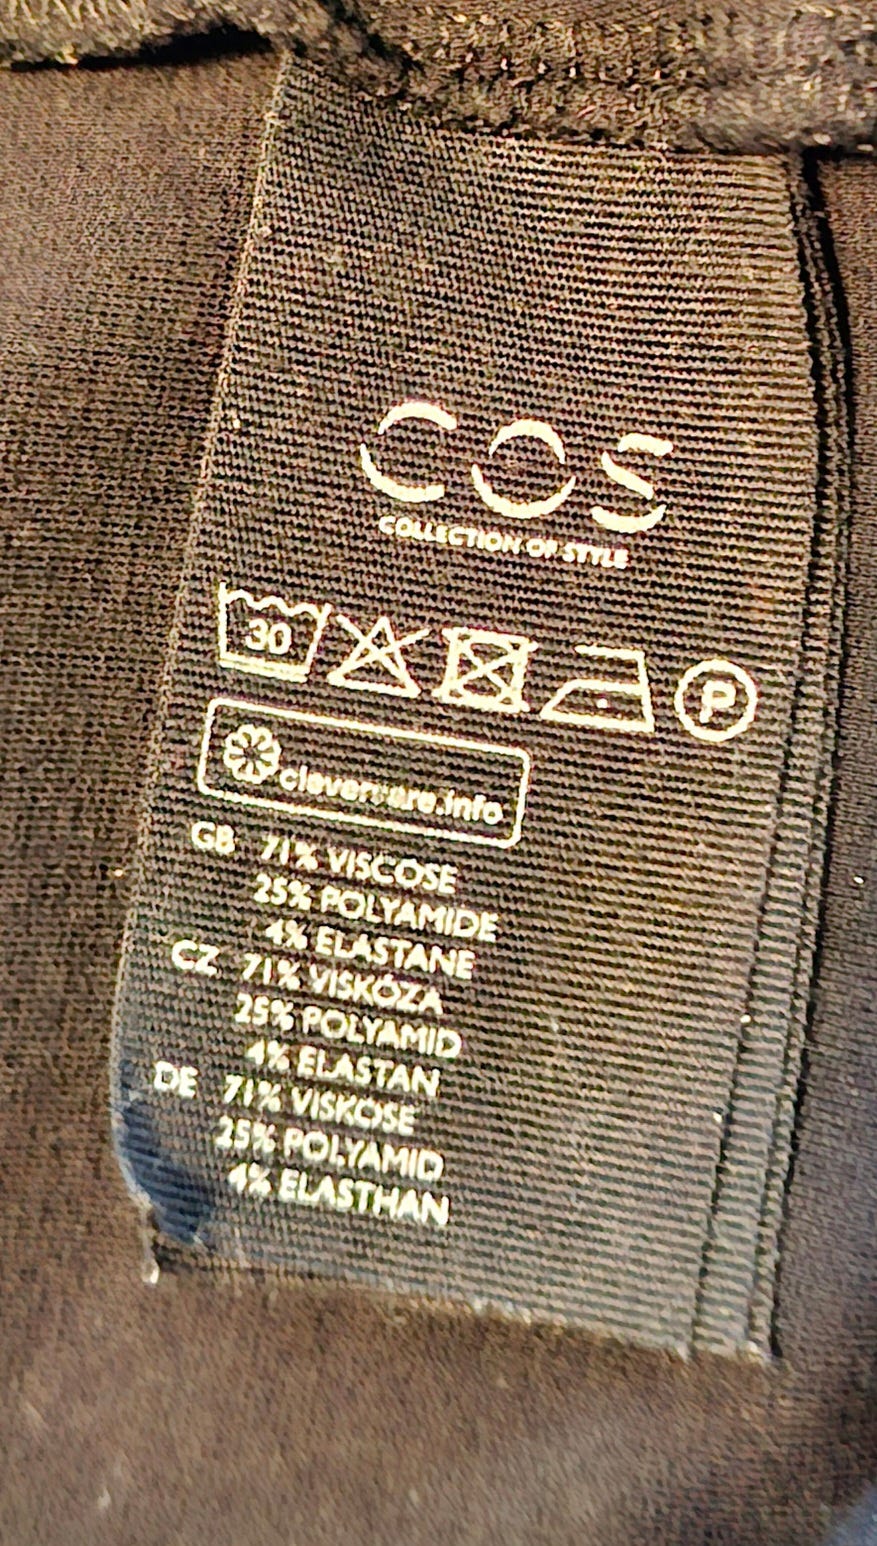 COS
COLLECTION OF STYLE
30 P
clevercare.info
GB 71% VISCOSE
25% POLYAMIDE
4% ELASTANE
CZ 71% VISKÓZA
25% POLYAMID
4% ELASTAN
DE 71% VISKOSE
25% POLYAMID
4% ELASTHAN